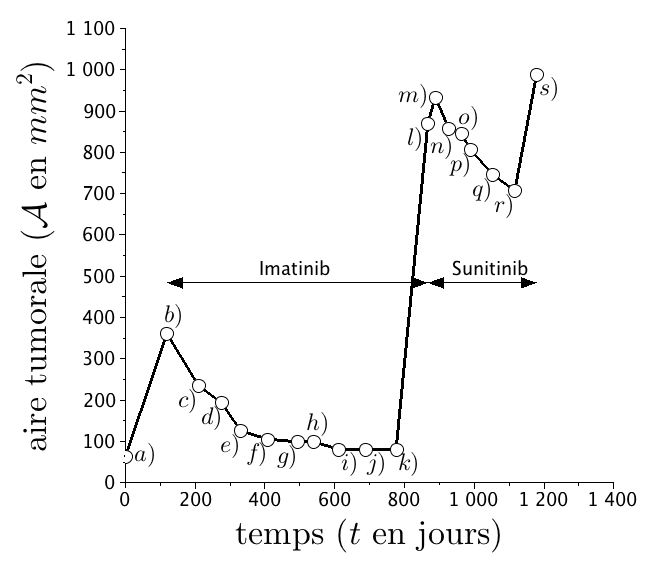 1 100
1 000
900
800
700
600
500
400
300
200
100
0
aire tumorale (𝒜 en mm²)
m)
l)
n)
o)
p)
q)
r)
s)
Imatinib
Sunitinib
b)
c)
d)
e)
f)
g)
h)
i)
j)
k)
a)
0 200 400 600 800 1 000 1 200 1 400
temps (t en jours)